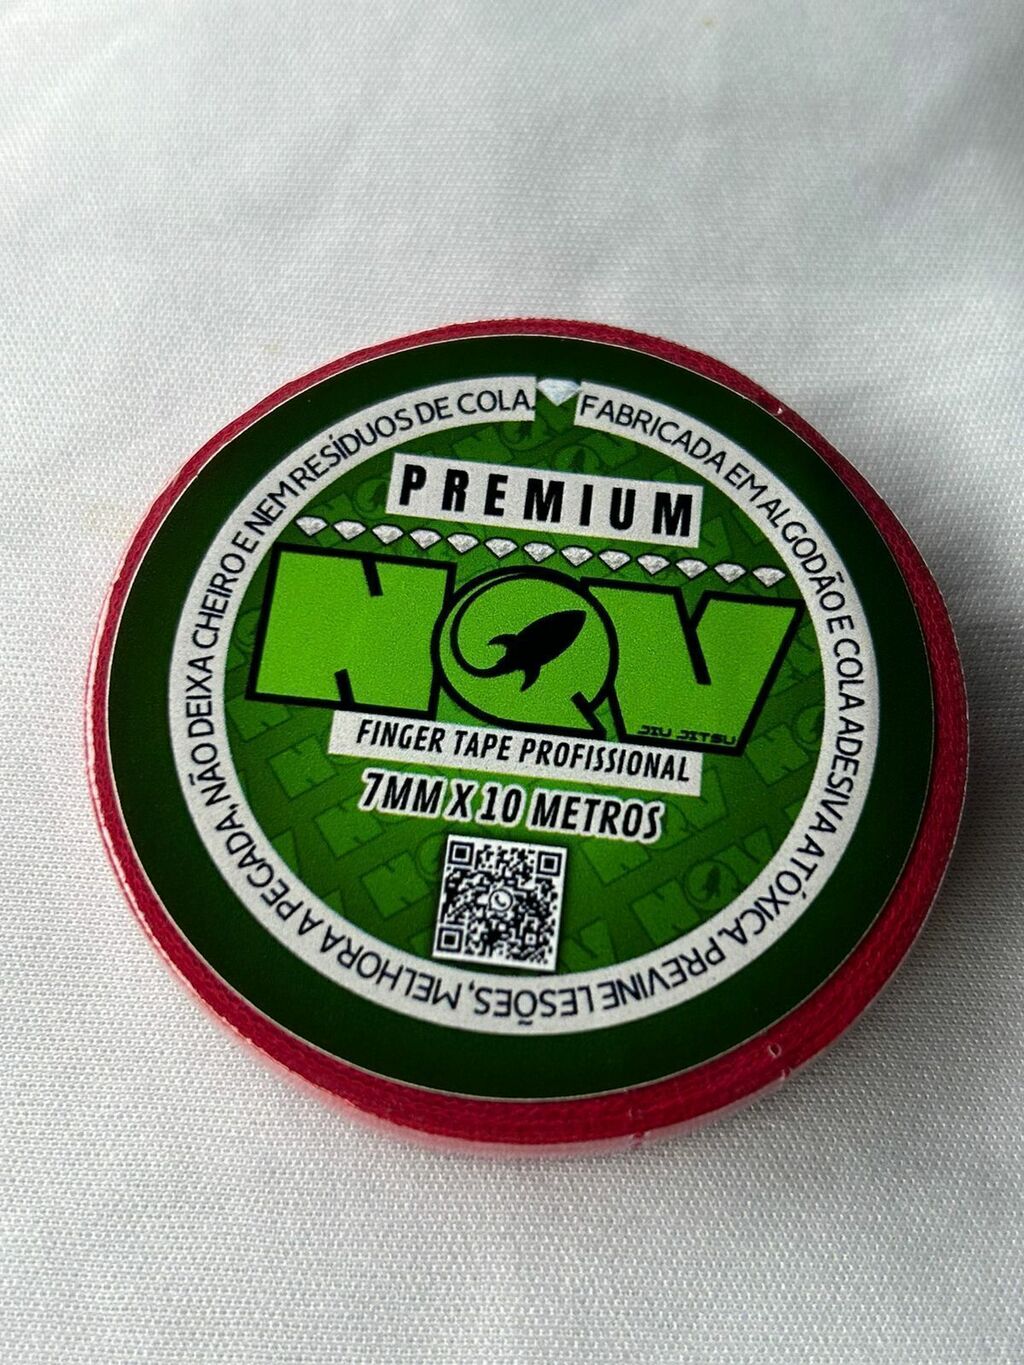 PREMIUM
NQV
JIU JITSU
FINGER TAPE PROFISSIONAL
7MM X 10 METROS
FABRICADA EM ALGODÃO E COLA ADESIVA ATÓXICA. PREVINE LESÕES, MELHORA A PEGADA, NÃO DEIXA CHEIRO E NEM RESÍDUOS DE COLA.